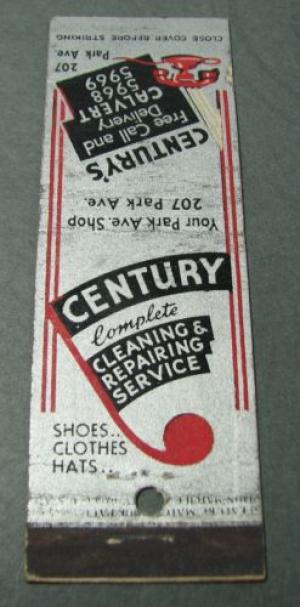 CLOSE COVER BEFORE STRIKING
207
Park Ave.
CENTURY'S
Free Call and
Delivery
CALVERT
5968
5969
Your Park Ave. Shop
207 Park Ave.
CENTURY
Complete
CLEANING &
REPAIRING
SERVICE
SHOES..
CLOTHES
HATS...